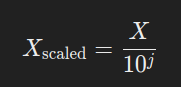 X_scaled = X / 10^j